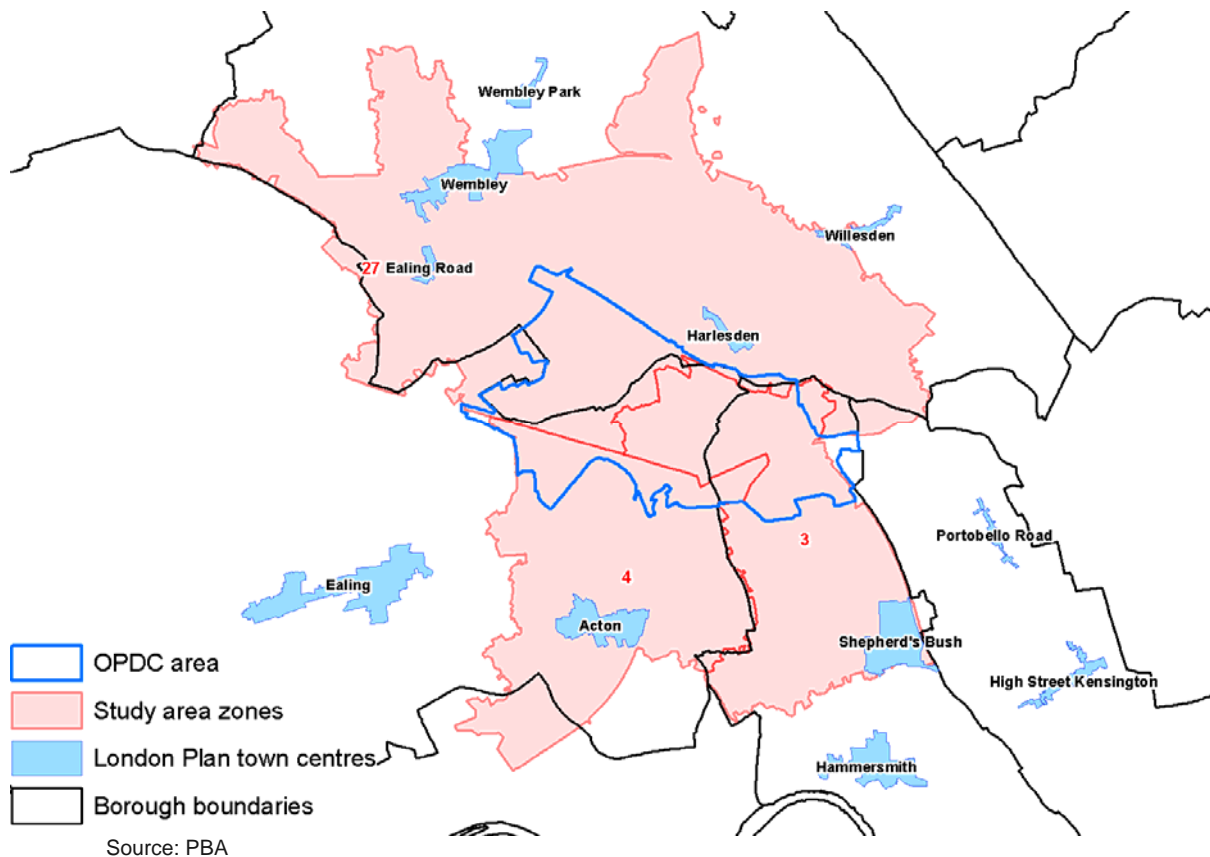 Wembley Park
Wembley
Willesden
27 Ealing Road
Harlesden
Portobello Road
3
4
Ealing
Acton
Shepherd's Bush
High Street Kensington
Hammersmith
OPDC area
Study area zones
London Plan town centres
Borough boundaries
Source: PBA